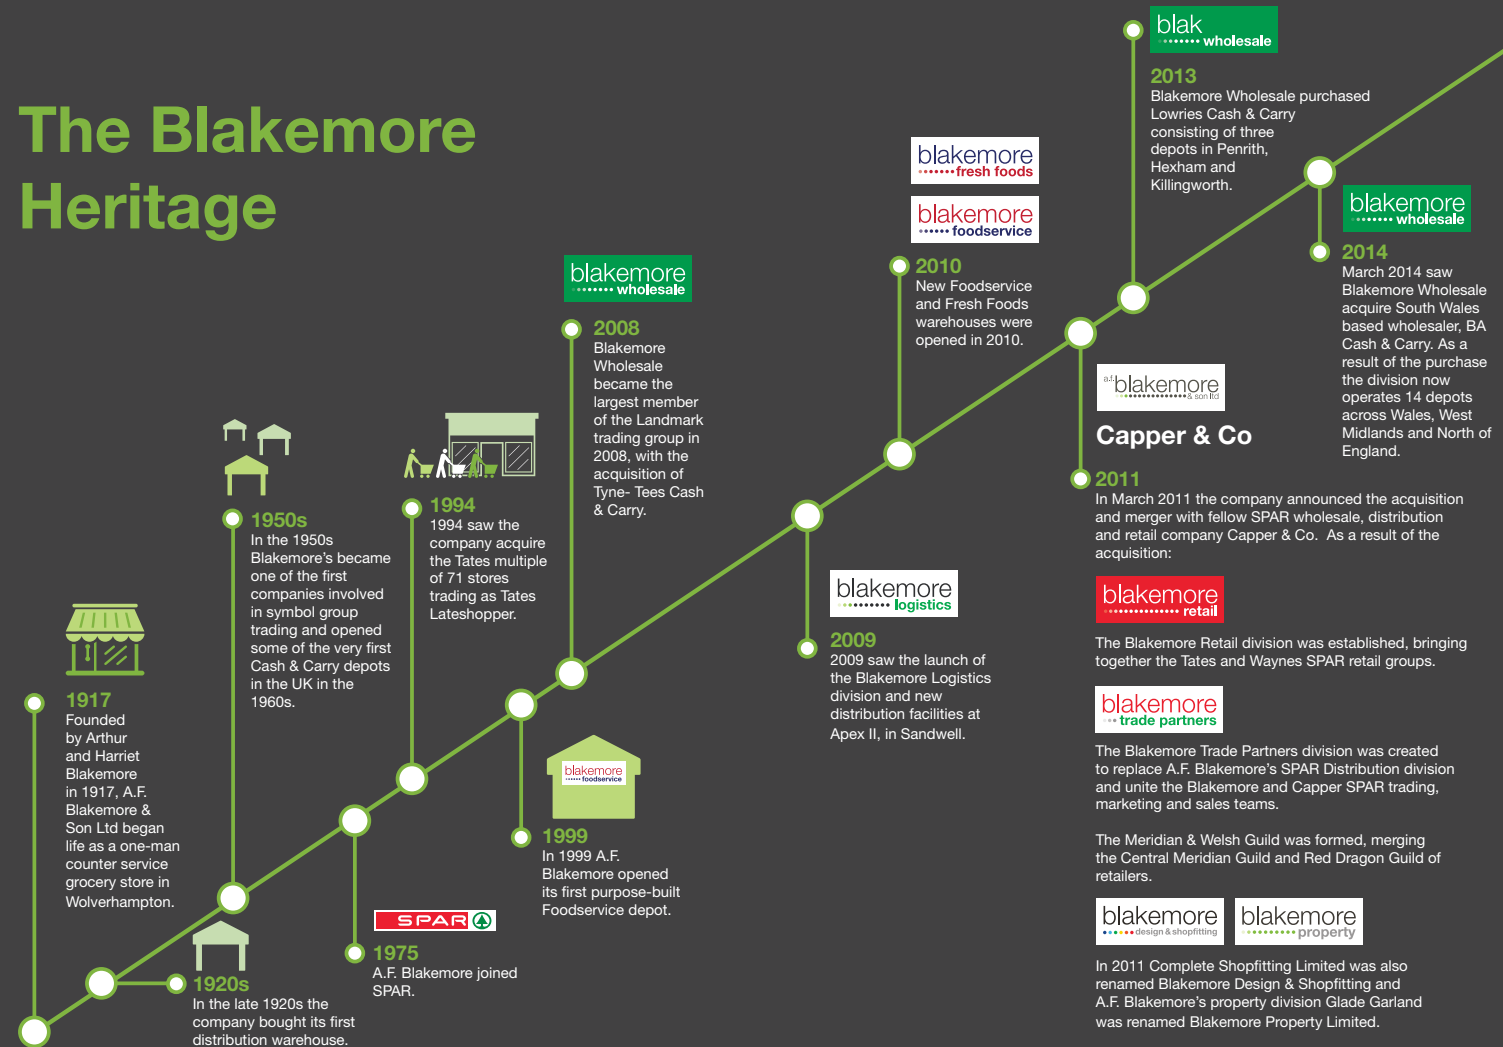 The Blakemore
Heritage
1917
Founded
by Arthur
and Harriet
Blakemore
in 1917, A.F.
Blakemore &
Son Ltd began
life as a one-man
counter service
grocery store in
Wolverhampton.
1920s
In the late 1920s the
company bought its first
distribution warehouse.
1950s
In the 1950s
Blakemore's became
one of the first
companies involved
in symbol group
trading and opened
some of the very first
Cash & Carry depots
in the UK in the
1960s.
SPAR
1975
A.F. Blakemore joined
SPAR.
1994
1994 saw the
company acquire
the Tates multiple
of 71 stores
trading as Tates
Lateshopper.
blakemore
foodservice
1999
In 1999 A.F.
Blakemore opened
its first purpose-built
Foodservice depot.
blakemore
wholesale
2008
Blakemore
Wholesale
became the
largest member
of the Landmark
trading group in
2008, with the
acquisition of
Tyne- Tees Cash
& Carry.
blakemore
logistics
2009
2009 saw the launch of
the Blakemore Logistics
division and new
distribution facilities at
Apex II, in Sandwell.
blakemore
fresh foods
blakemore
foodservice
2010
New Foodservice
and Fresh Foods
warehouses were
opened in 2010.
a.f. blakemore
& son ltd
Capper & Co
2011
In March 2011 the company announced the acquisition
and merger with fellow SPAR wholesale, distribution
and retail company Capper & Co.  As a result of the
acquisition:
blakemore
retail
The Blakemore Retail division was established, bringing
together the Tates and Waynes SPAR retail groups.
blakemore
trade partners
The Blakemore Trade Partners division was created
to replace A.F. Blakemore's SPAR Distribution division
and unite the Blakemore and Capper SPAR trading,
marketing and sales teams.
The Meridian & Welsh Guild was formed, merging
the Central Meridian Guild and Red Dragon Guild of
retailers.
blakemore
design & shopfitting
blakemore
property
In 2011 Complete Shopfitting Limited was also
renamed Blakemore Design & Shopfitting and
A.F. Blakemore's property division Glade Garland
was renamed Blakemore Property Limited.
blak
wholesale
2013
Blakemore Wholesale purchased
Lowries Cash & Carry
consisting of three
depots in Penrith,
Hexham and
Killingworth.
blakemore
wholesale
2014
March 2014 saw
Blakemore Wholesale
acquire South Wales
based wholesaler, BA
Cash & Carry. As a
result of the purchase
the division now
operates 14 depots
across Wales, West
Midlands and North of
England.